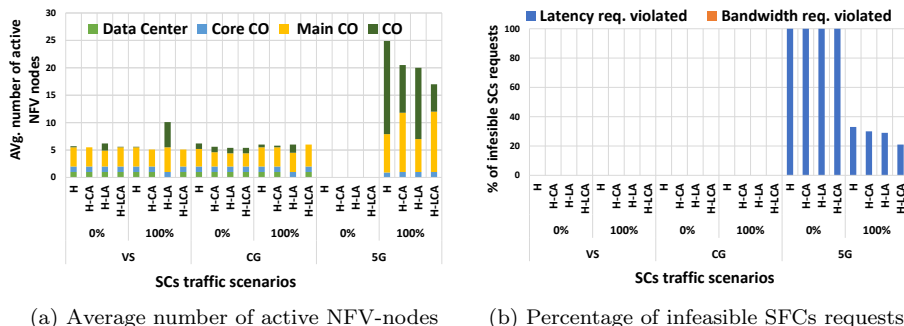 Data Center Core CO Main CO CO
AVg. number of active
NFV nodes
30
25
20
15
10
5
0
H H-CA H-LA H-LCA H H-CA H-LA H-LCA H H-CA H-LA H-LCA H H-CA H-LA H-LCA H H-CA H-LA H-LCA H H-CA H-LA H-LCA
0% 100% 0% 100% 0% 100%
VS CG 5G
SCs traffic scenarios
(a) Average number of active NFV-nodes
Latency req. violated Bandwidth req. violated
% of infesible SCs
requests
100
80
60
40
20
0
H H-CA H-LA H-LCA H H-CA H-LA H-LCA H H-CA H-LA H-LCA H H-CA H-LA H-LCA H H-CA H-LA H-LCA H H-CA H-LA H-LCA
0% 100% 0% 100% 0% 100%
VS CG 5G
SCs traffic scenarios
(b) Percentage of infeasible SFCs requests